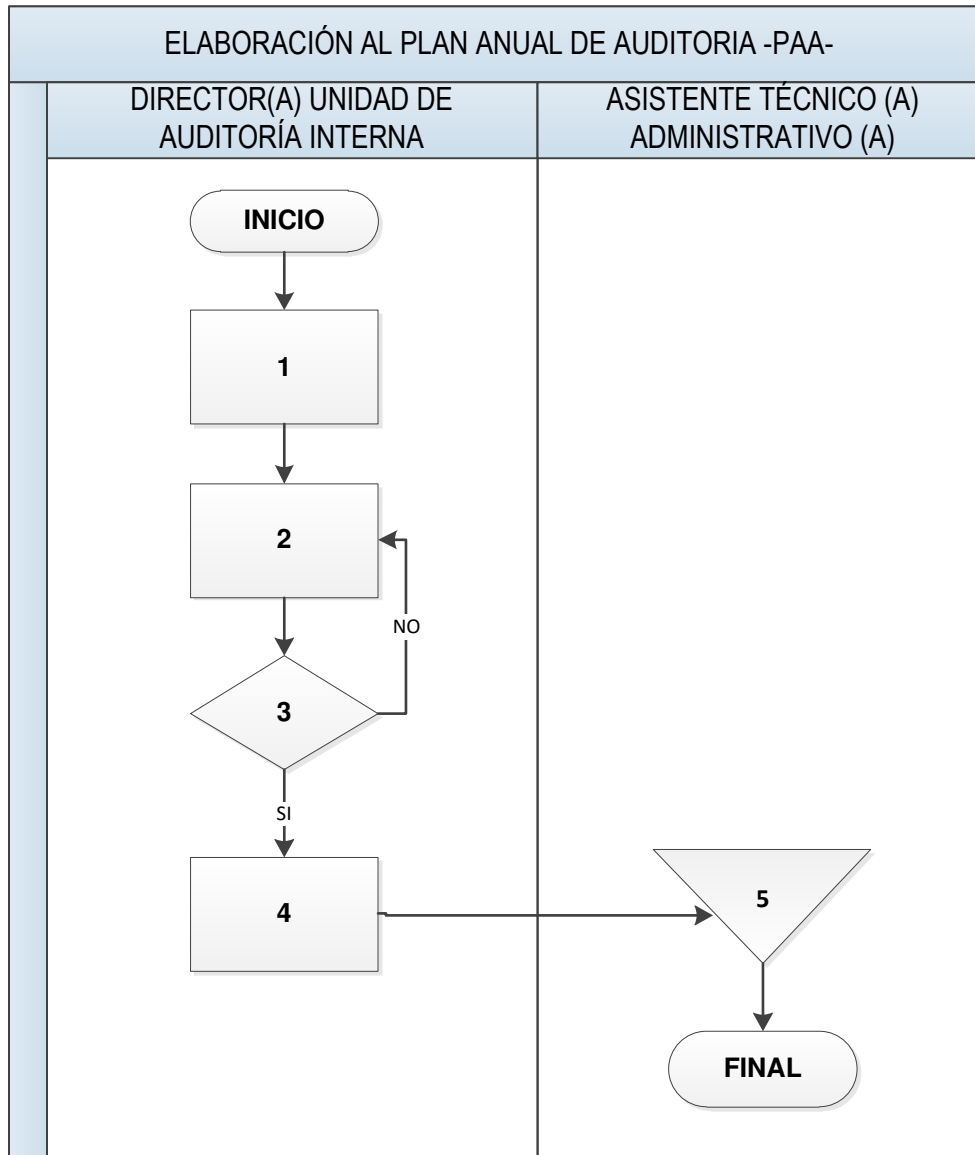 ELABORACIÓN AL PLAN ANUAL DE AUDITORIA -PAA-
DIRECTOR(A) UNIDAD DE
AUDITORÍA INTERNA
ASISTENTE TÉCNICO (A)
ADMINISTRATIVO (A)
INICIO
1
2
NO
3
SI
4
5
FINAL